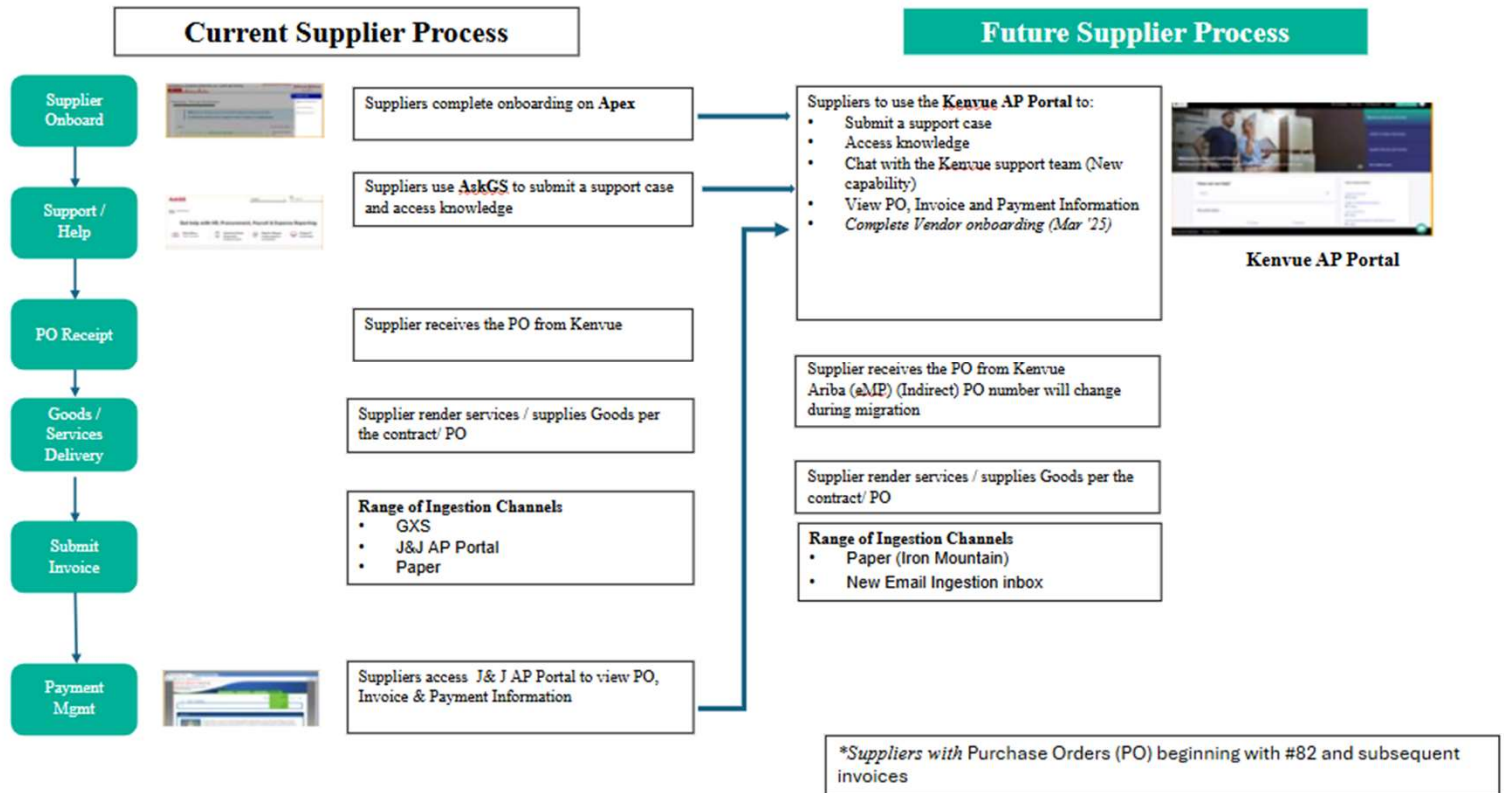 Current Supplier Process
Future Supplier Process
Supplier
Onboard
Suppliers complete onboarding on Apex
Suppliers to use the Kenvue AP Portal to:
• Submit a support case
• Access knowledge
• Chat with the Kenvue support team (New
capability)
• View PO, Invoice and Payment Information
• Complete Vendor onboarding (Mar '25)
Kenvue AP Portal
Support /
Help
Suppliers use AskGS to submit a support case
and access knowledge
PO Receipt
Supplier receives the PO from Kenvue
Supplier receives the PO from Kenvue
Ariba (eMP) (Indirect) PO number will change
during migration
Goods /
Services
Delivery
Supplier render services / supplies Goods per
the contract/ PO
Supplier render services / supplies Goods per the
contract/ PO
Submit
Invoice
Range of Ingestion Channels
• GXS
• J&J AP Portal
• Paper
Range of Ingestion Channels
• Paper (Iron Mountain)
• New Email Ingestion inbox
Payment
Mgmt
Suppliers access J& J AP Portal to view PO,
Invoice & Payment Information
*Suppliers with Purchase Orders (PO) beginning with #82 and subsequent
invoices